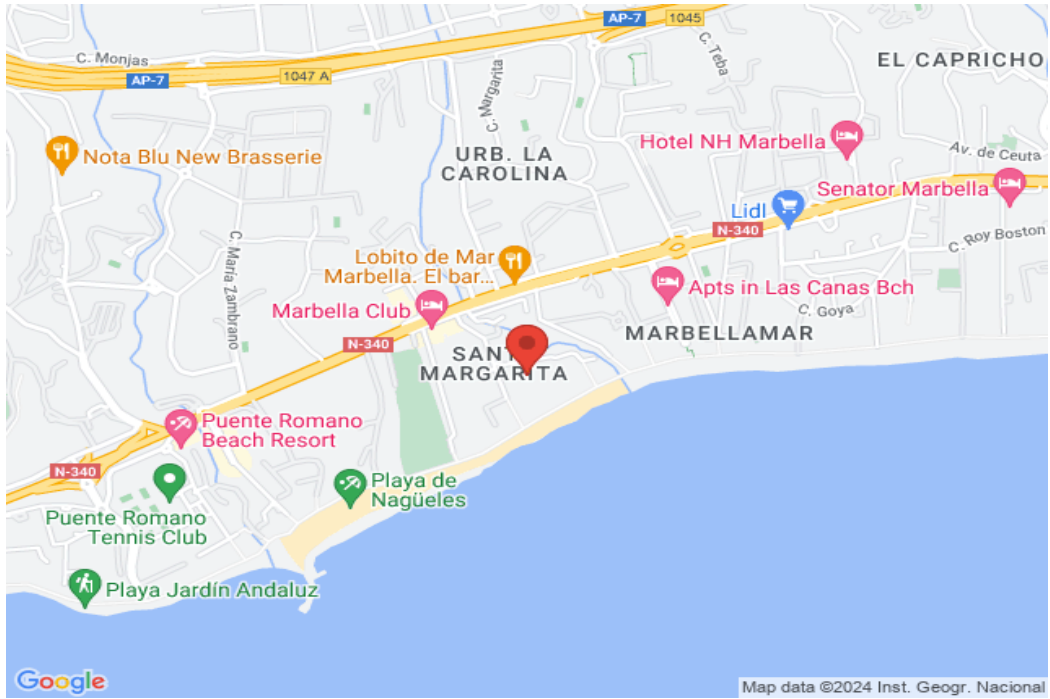 AP-7
1045
C. Monjas
AP-7
1047 A
C. Teba
EL CAPRICHO
C. Margarita
Hotel NH Marbella
Nota Blu New Brasserie
URB. LA
CAROLINA
Av. de Ceuta
Senator Marbella
Lidl
N-340
C. Roy Boston
C. María Zambrano
Lobito de Mar
Marbella. El bar...
Apts in Las Canas Bch
Marbella Club
C. Goya
MARBELLAMAR
N-340
SANT
MARGARITA
Puente Romano
Beach Resort
N-340
Playa de
Nagüeles
Puente Romano
Tennis Club
Playa Jardín Andaluz
Google
Map data ©2024 Inst. Geogr. Nacional